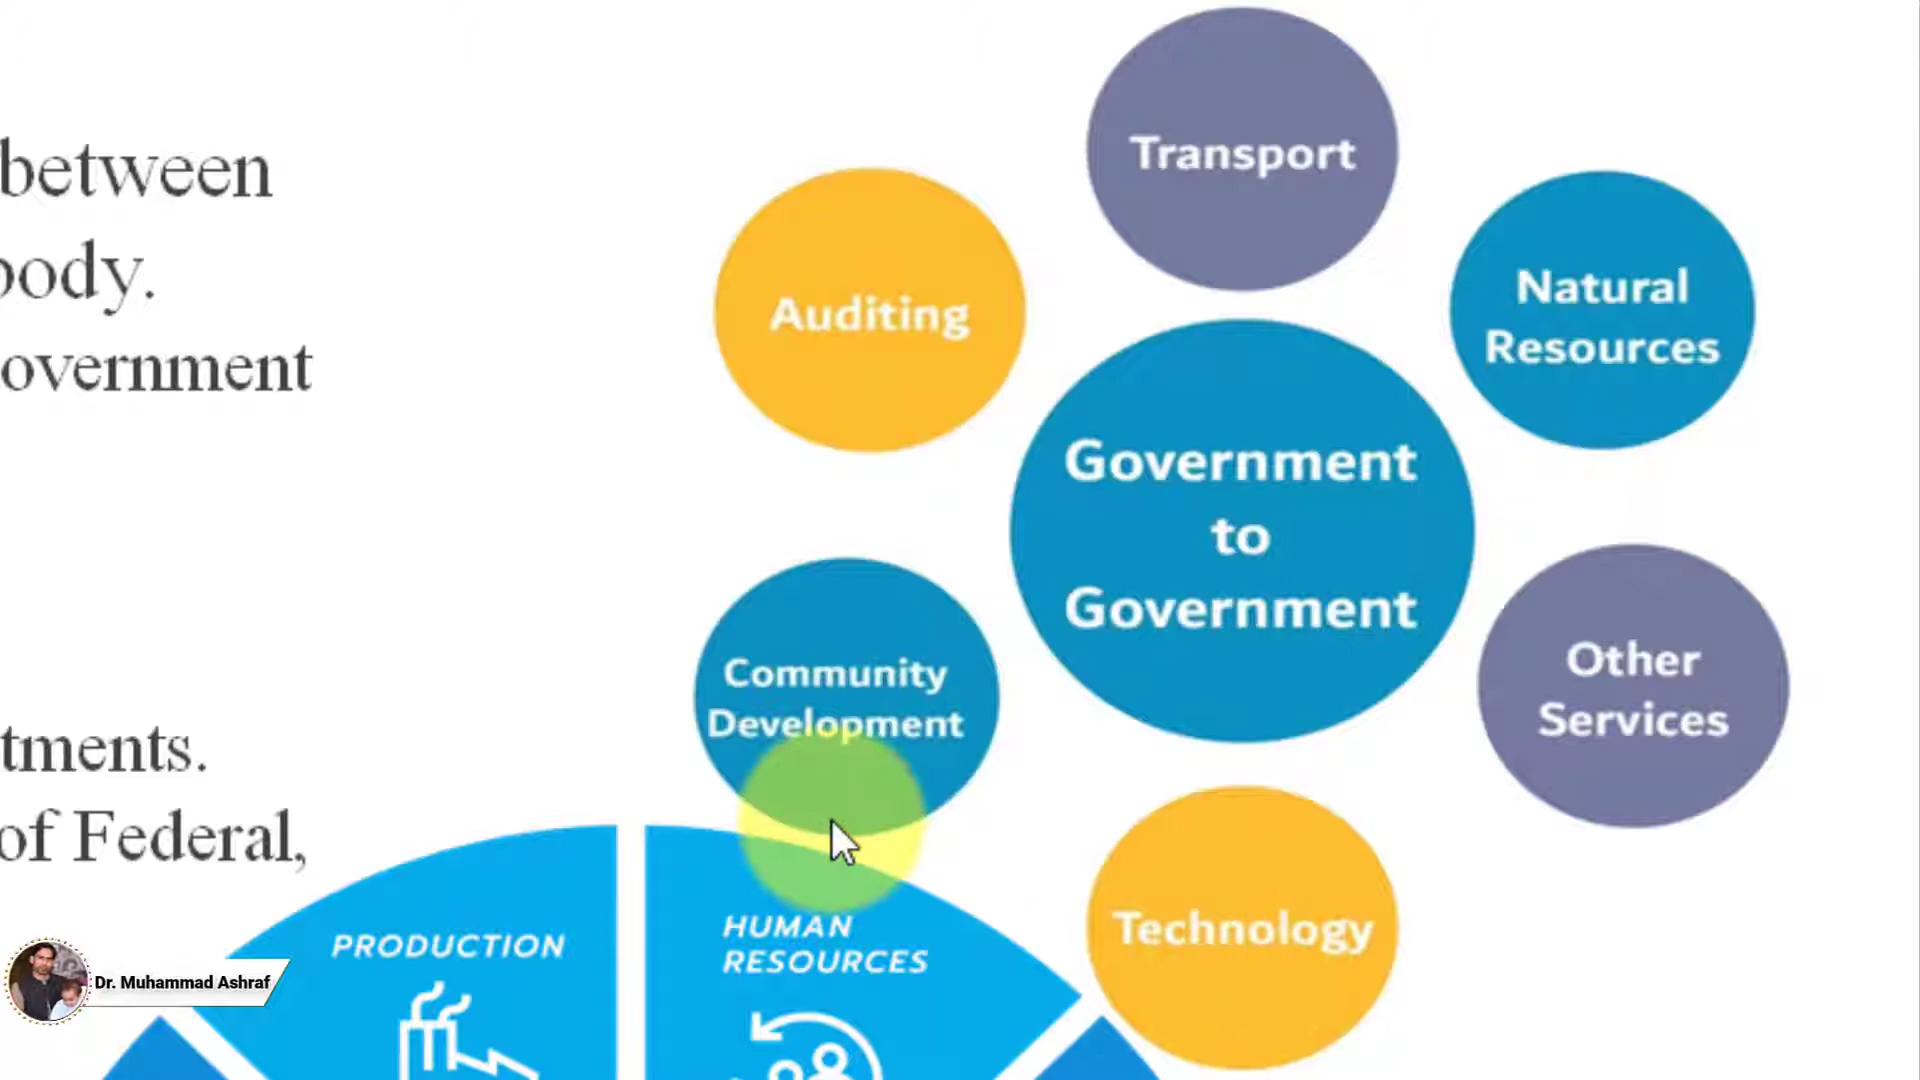 between
body.
overnment
tments.
of Federal,
Transport
Auditing
Natural
Resources
Government
to
Government
Community
Development
Other
Services
Technology
PRODUCTION
HUMAN
RESOURCES
Dr. Muhammad Ashraf